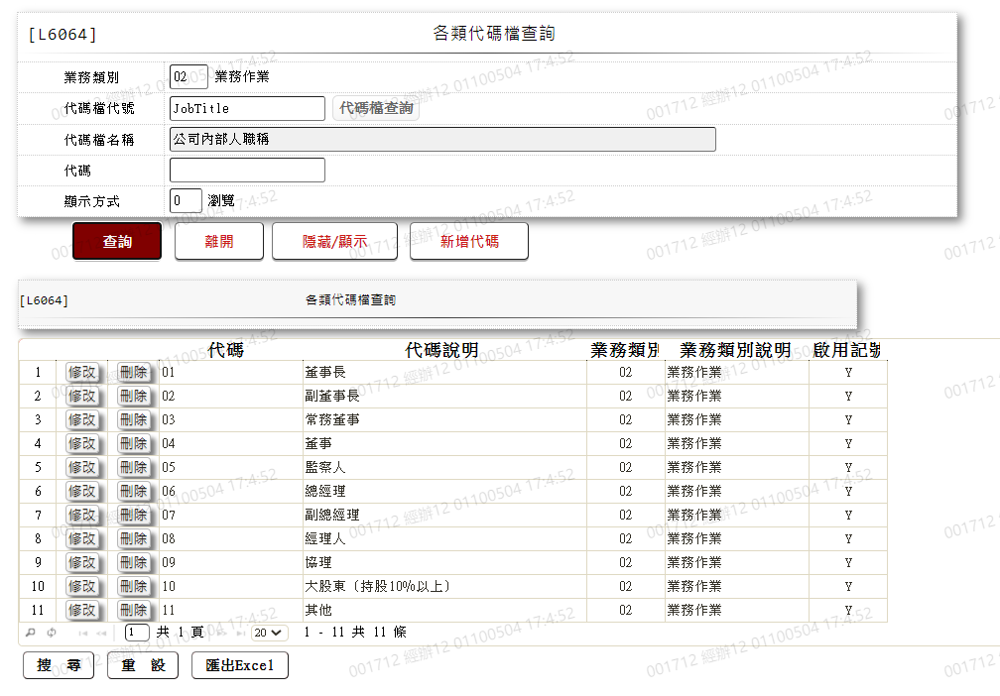 [L6064] 各類代碼檔查詢
業務類別 02 業務作業
代碼檔代號 JobTitle 代碼檔查詢
代碼檔名稱 公司內部人職稱
代碼
顯示方式 0 瀏覽
查詢 離開 隱藏/顯示 新增代碼
[L6064] 各類代碼檔查詢
代碼 代碼說明 業務類別 業務類別說明 啟用記號
1 修改 刪除 01 董事長 02 業務作業 Y
2 修改 刪除 02 副董事長 02 業務作業 Y
3 修改 刪除 03 常務董事 02 業務作業 Y
4 修改 刪除 04 董事 02 業務作業 Y
5 修改 刪除 05 監察人 02 業務作業 Y
6 修改 刪除 06 總經理 02 業務作業 Y
7 修改 刪除 07 副總經理 02 業務作業 Y
8 修改 刪除 08 經理人 02 業務作業 Y
9 修改 刪除 09 協理 02 業務作業 Y
10 修改 刪除 10 大股東（持股10%以上） 02 業務作業 Y
11 修改 刪除 11 其他 02 業務作業 Y
1 共 1 頁 20 1 - 11 共 11 條
搜 尋 重 設 匯出Excel
001712 經辦12 01100504 17:4:52